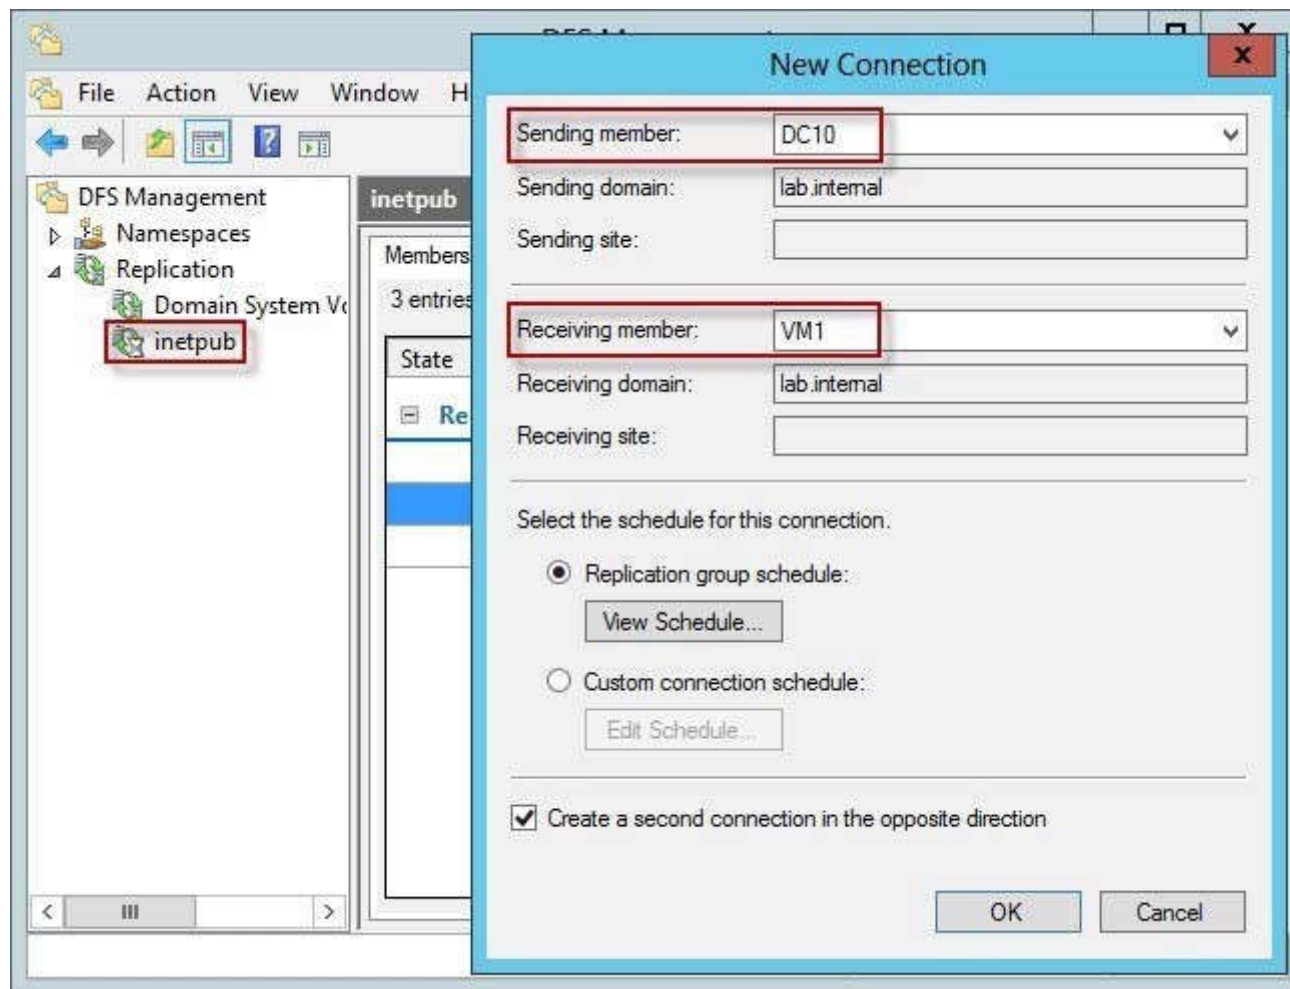 New Connection
File Action View Window H
Sending member: DC10
Sending domain: lab.internal
Sending site:
DFS Management
Namespaces
Replication
Domain System Vo
inetpub
inetpub
Members
3 entries
State
Re
Receiving member: VM1
Receiving domain: lab.internal
Receiving site:
Select the schedule for this connection.
Replication group schedule:
View Schedule...
Custom connection schedule:
Edit Schedule...
Create a second connection in the opposite direction
OK Cancel